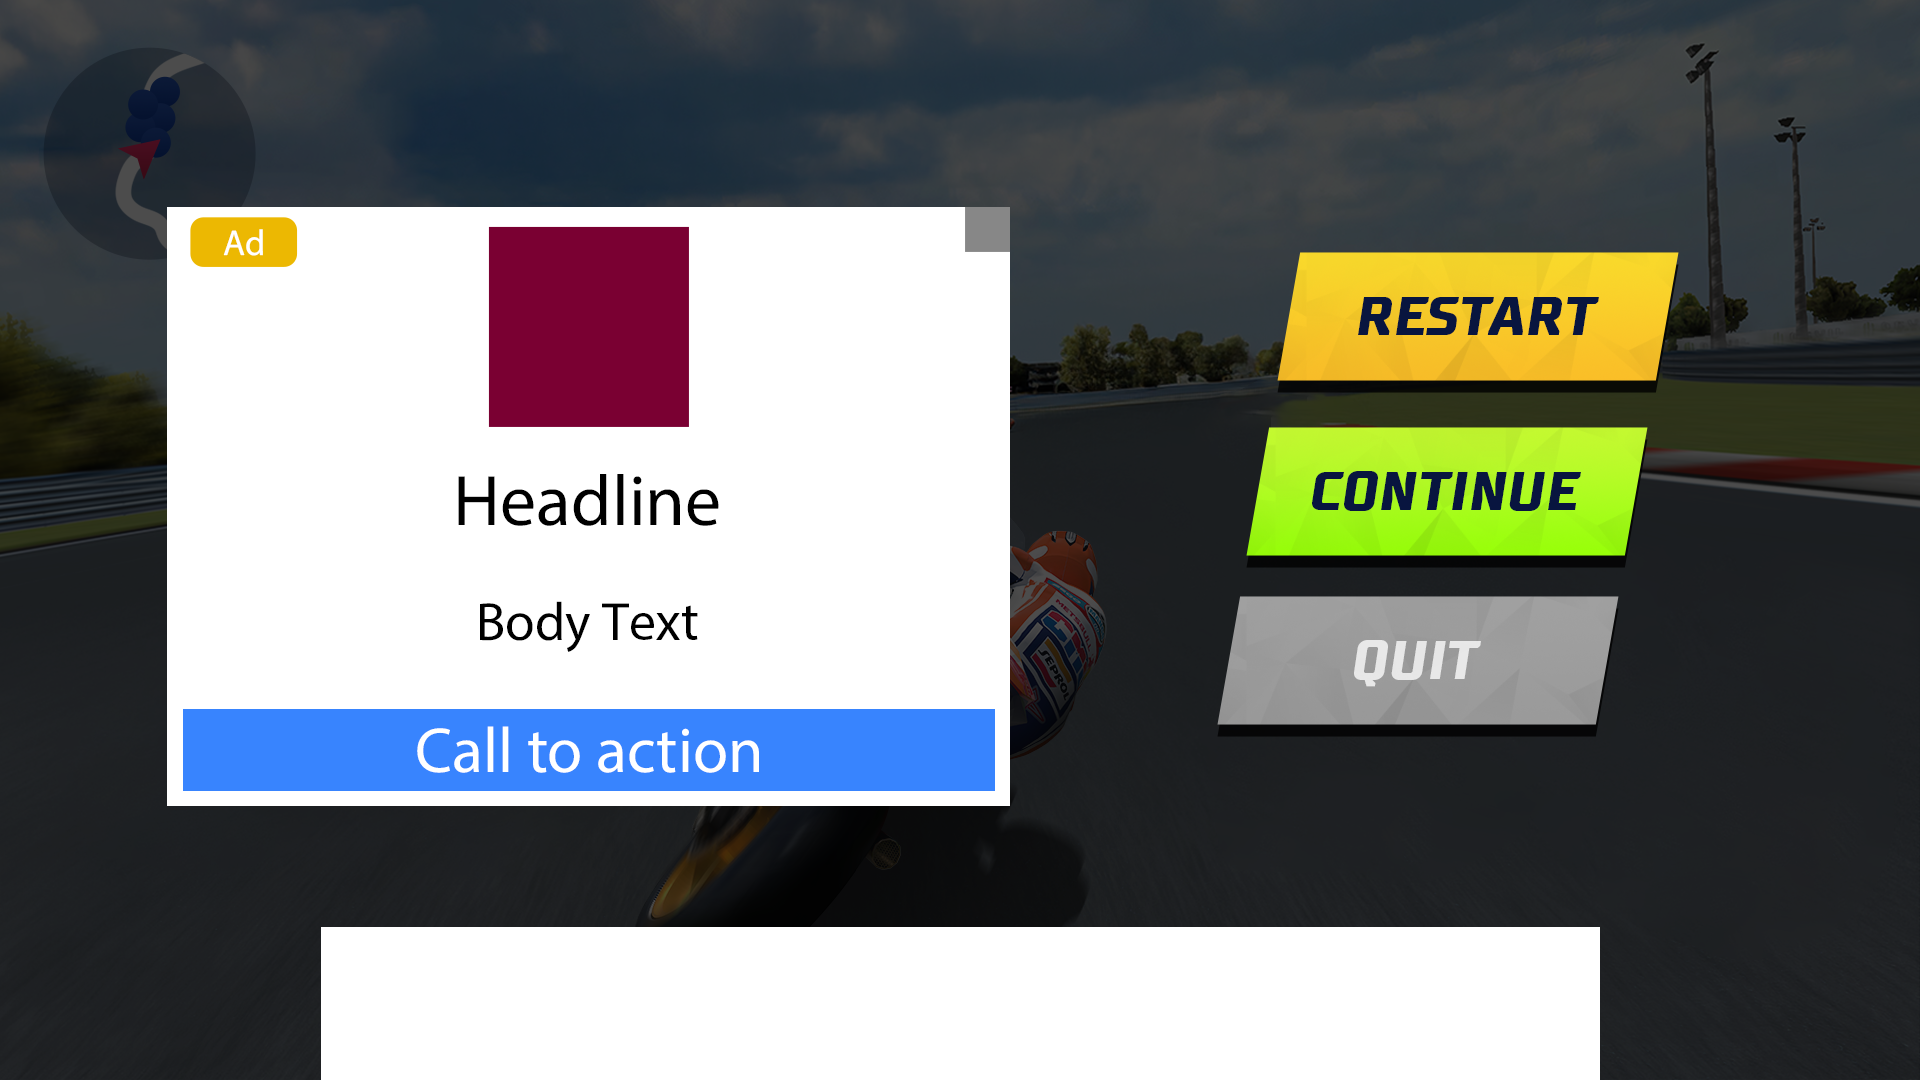 Ad
Headline
Body Text
Call to action
RESTART
CONTINUE
QUIT